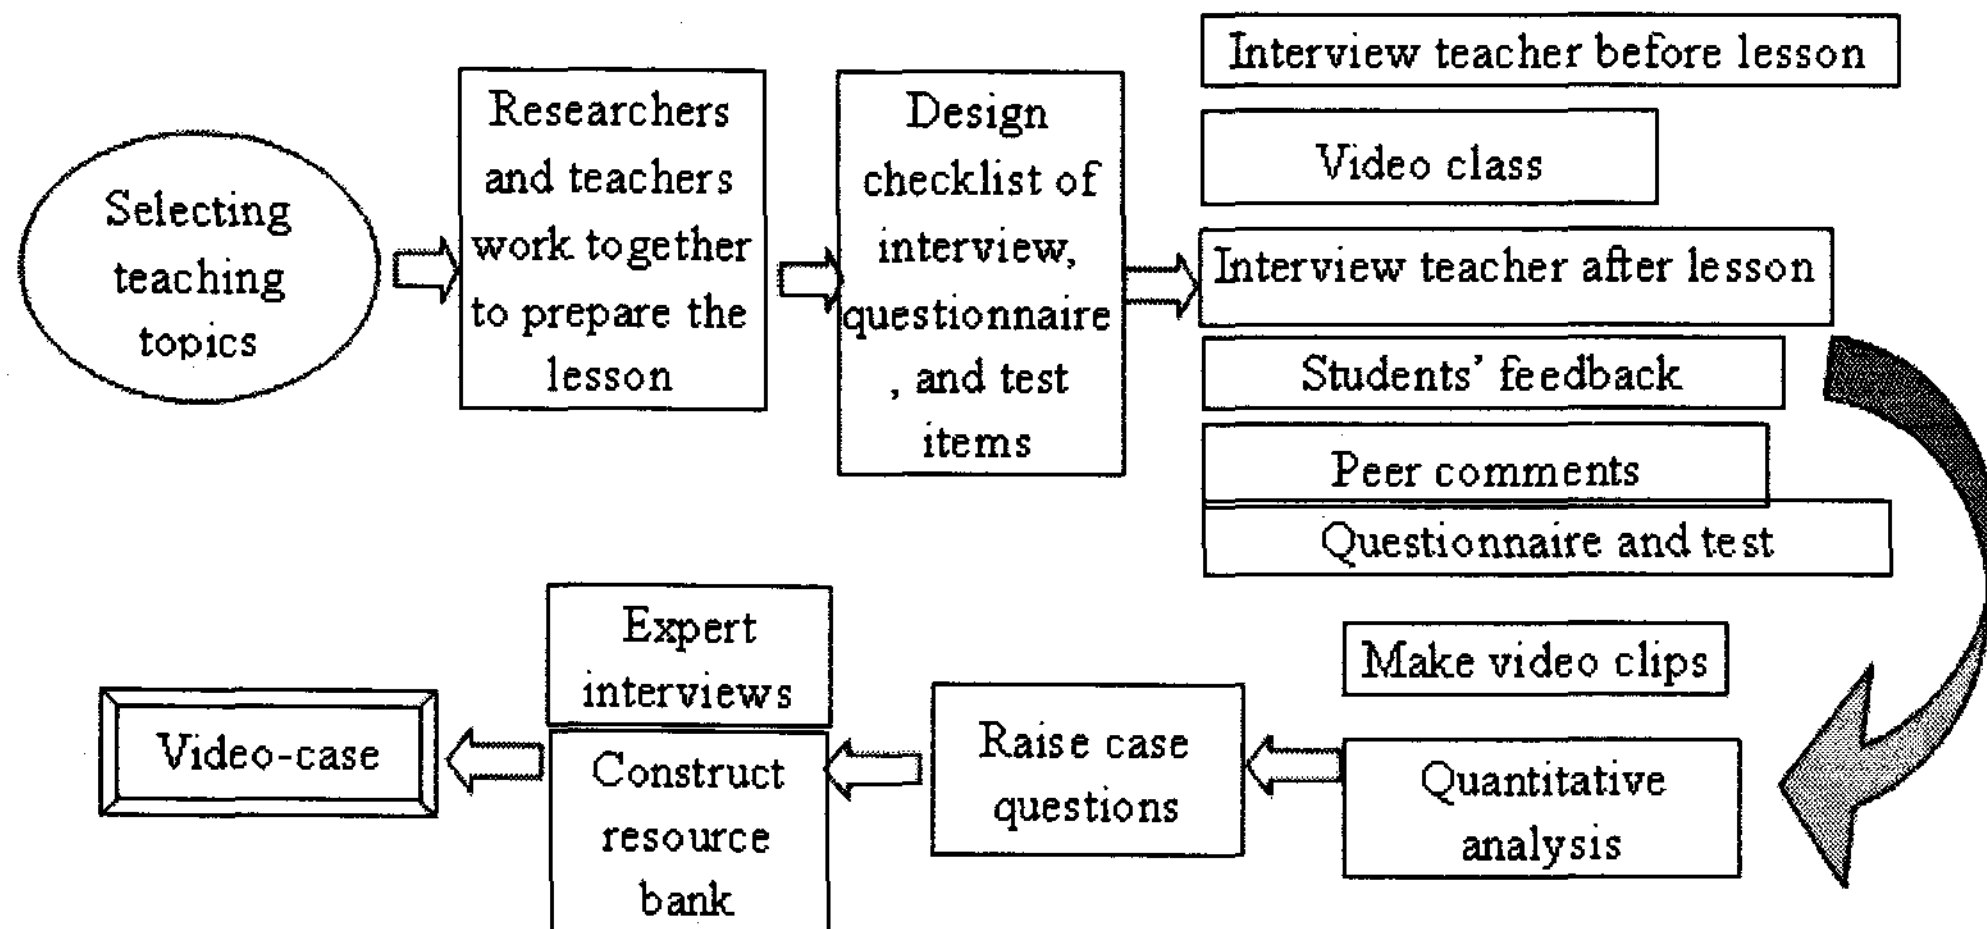 Selecting
teaching
topics
Researchers
and teachers
work together
to prepare the
lesson
Design
checklist of
interview,
questionnaire
, and test
items
Interview teacher before lesson
Video class
Interview teacher after lesson
Students' feedback
Peer comments
Questionnaire and test
Make video clips
Quantitative
analysis
Raise case
questions
Expert
interviews
Construct
resource
bank
Video-case